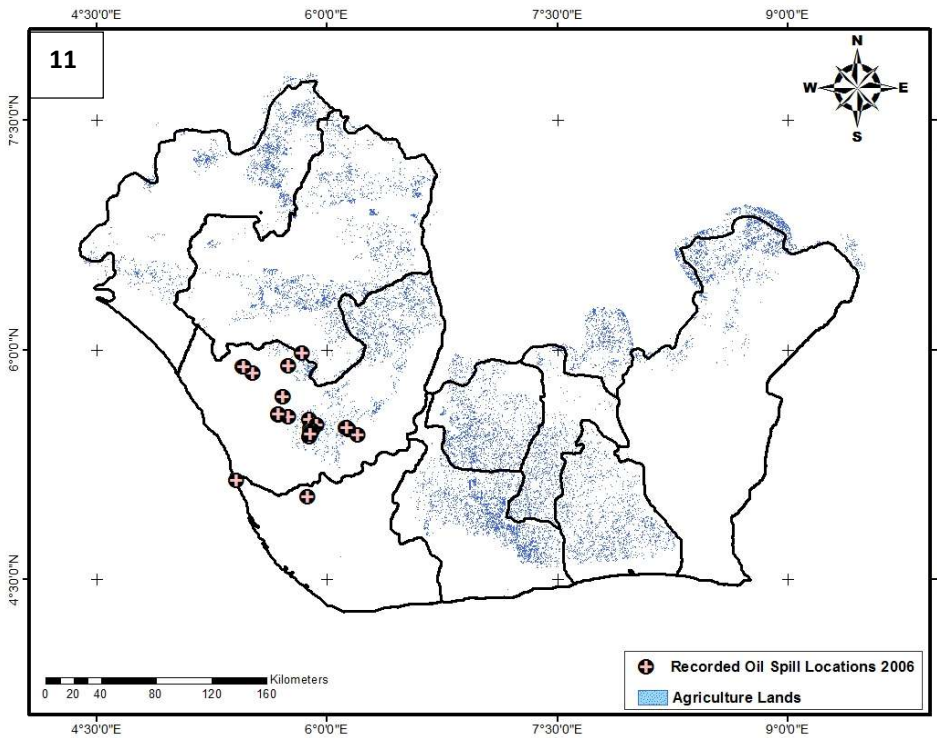 4°30'0"E 6°0'0"E 7°30'0"E 9°0'0"E
11
N
W E
S
7°30'0"N
6°0'0"N
4°30'0"N
Kilometers
0 20 40 80 120 160
Recorded Oil Spill Locations 2006
Agriculture Lands
4°30'0"E 6°0'0"E 7°30'0"E 9°0'0"E